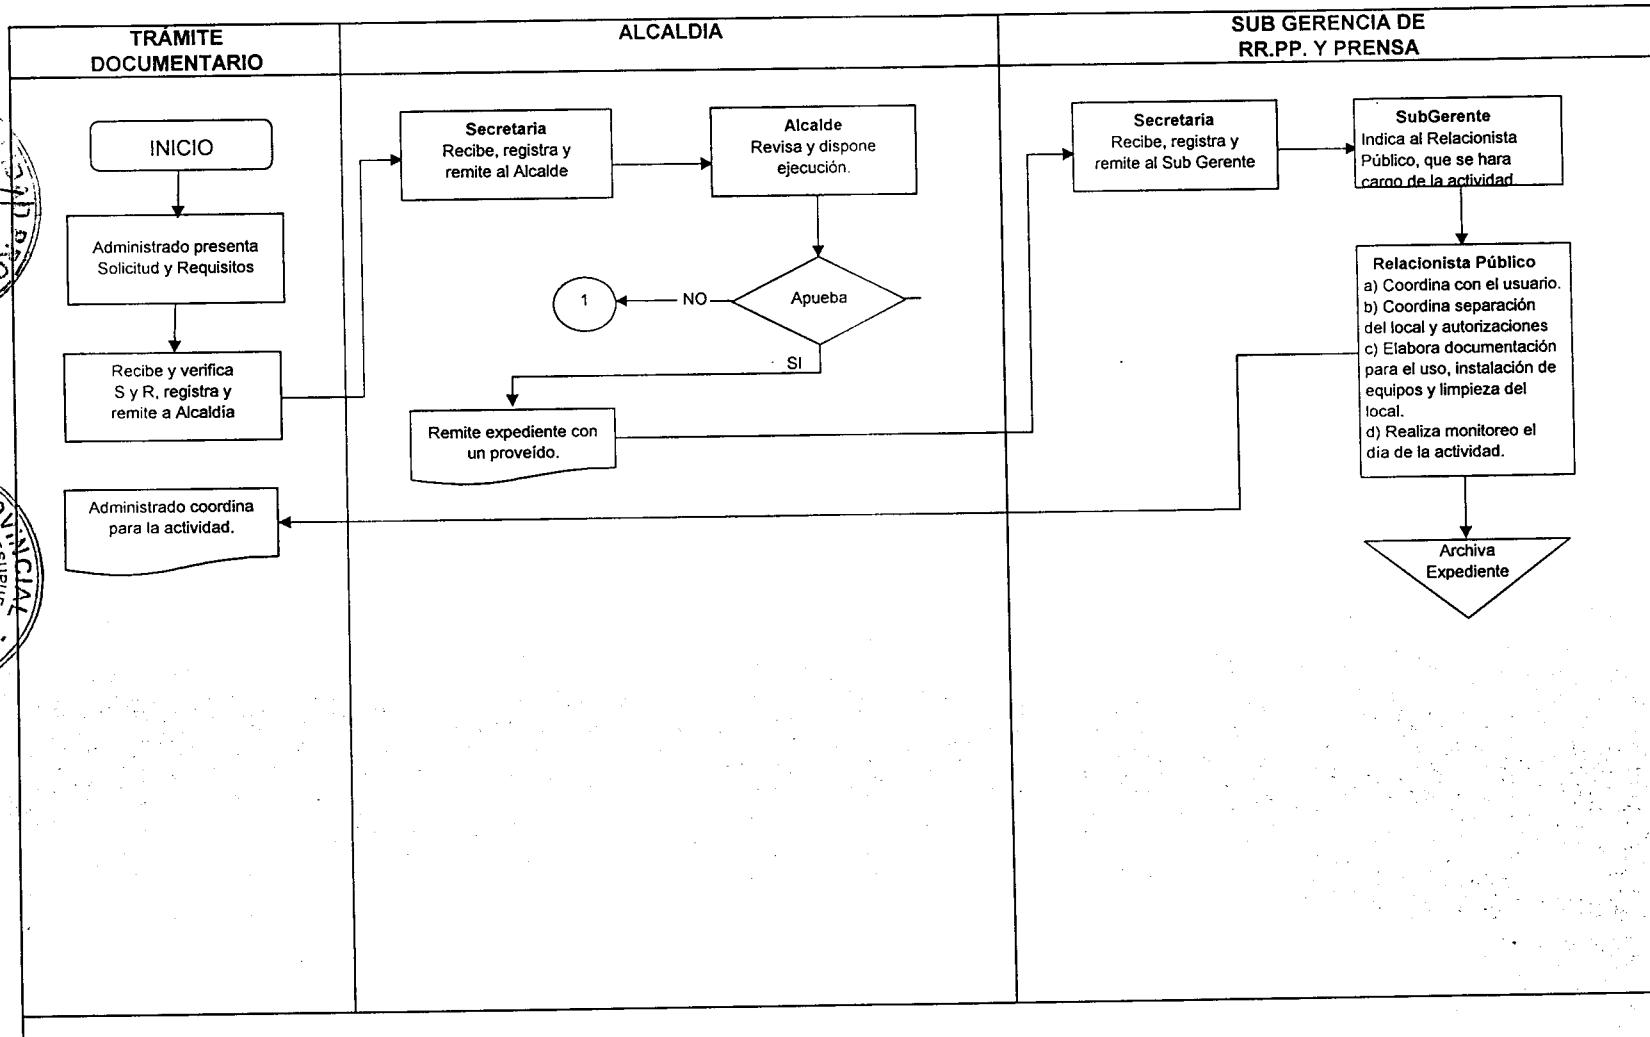 TRÁMITE
DOCUMENTARIO
ALCALDIA
SUB GERENCIA DE
RR.PP. Y PRENSA
INICIO
Administrado presenta
Solicitud y Requisitos
Recibe y verifica
S y R, registra y
remite a Alcaldía
Administrado coordina
para la actividad.
Secretaria
Recibe, registra y
remite al Alcalde
Alcalde
Revisa y dispone
ejecución.
Apueba
NO
1
SI
Remite expediente con
un proveído.
Secretaria
Recibe, registra y
remite al Sub Gerente
SubGerente
Indica al Relacionista
Público, que se hara
cargo de la actividad
Relacionista Público
a) Coordina con el usuario.
b) Coordina separación
del local y autorizaciones
c) Elabora documentación
para el uso, instalación de
equipos y limpieza del
local.
d) Realiza monitoreo el
día de la actividad.
Archiva
Expediente